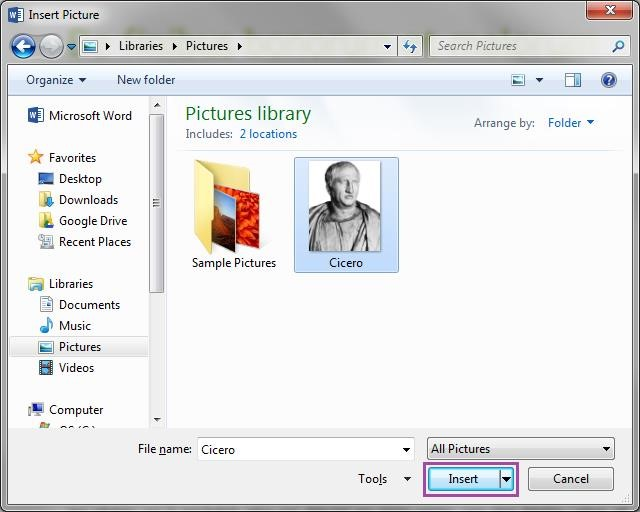 Insert Picture
Libraries Pictures Search Pictures
Organize New folder
Microsoft Word
Favorites
Desktop
Downloads
Google Drive
Recent Places
Libraries
Documents
Music
Pictures
Videos
Computer
Pictures library
Includes: 2 locations
Arrange by: Folder
Sample Pictures
Cicero
File name: Cicero All Pictures
Tools Insert Cancel